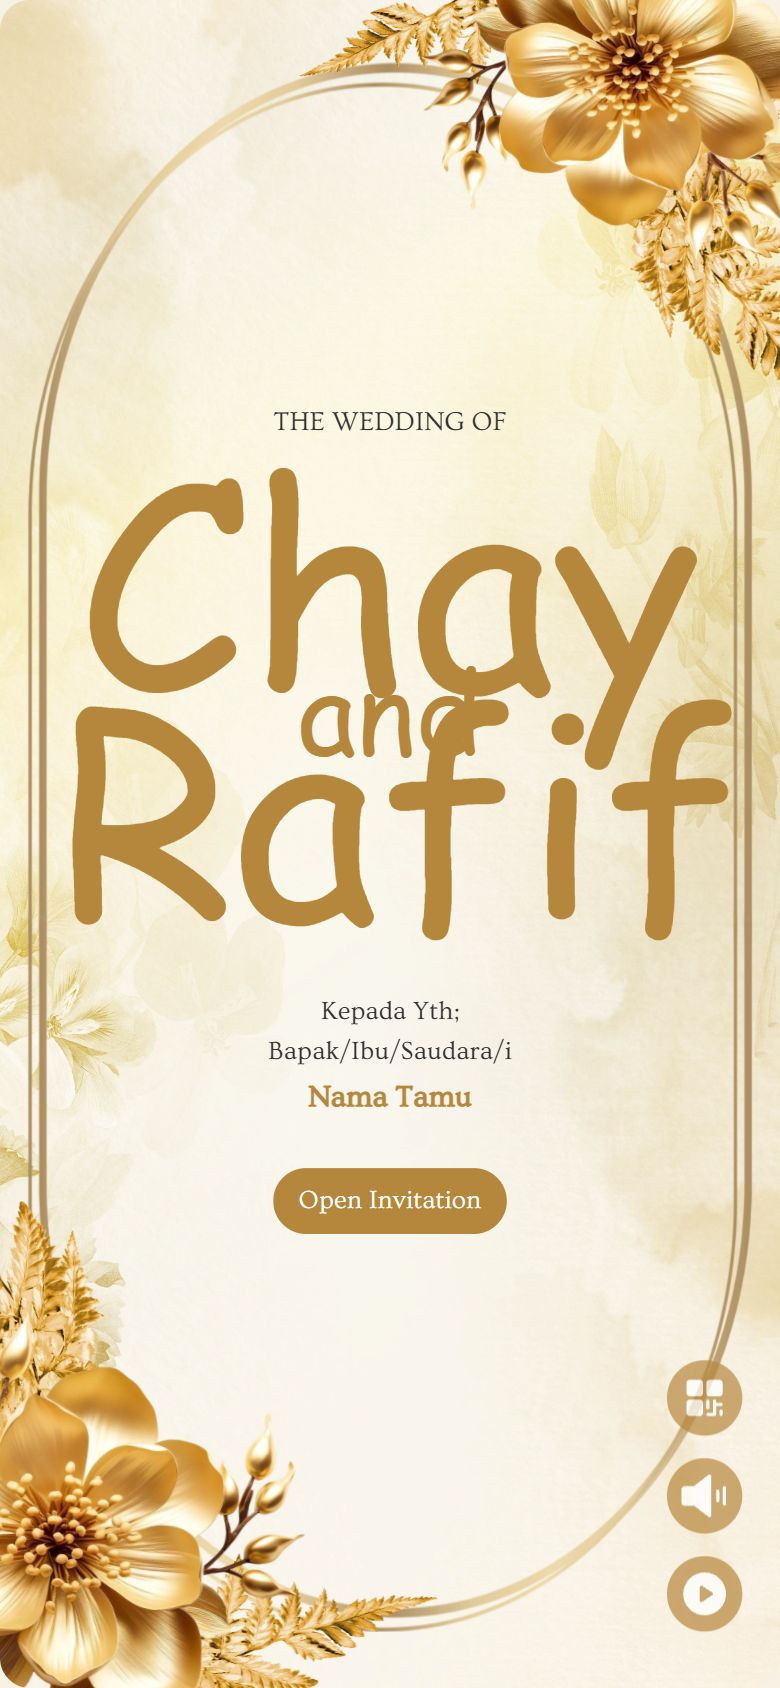 THE WEDDING OF
Chay
and
Rafif
Kepada Yth;
Bapak/Ibu/Saudara/i
Nama Tamu
Open Invitation